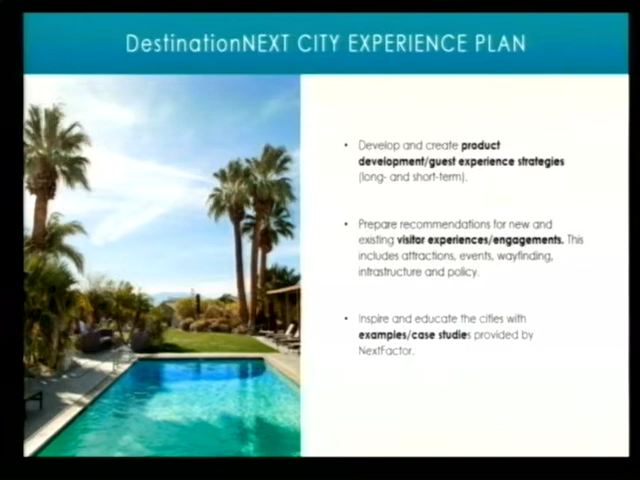 DestinationNEXT CITY EXPERIENCE PLAN
• Develop and create product
development/guest experience strategies
(long- and short-term).
• Prepare recommendations for new and
existing visitor experiences/engagements. This
includes attractions, events, wayfinding,
infrastructure and policy.
• Inspire and educate the cities with
examples/case studies provided by
NextFactor.